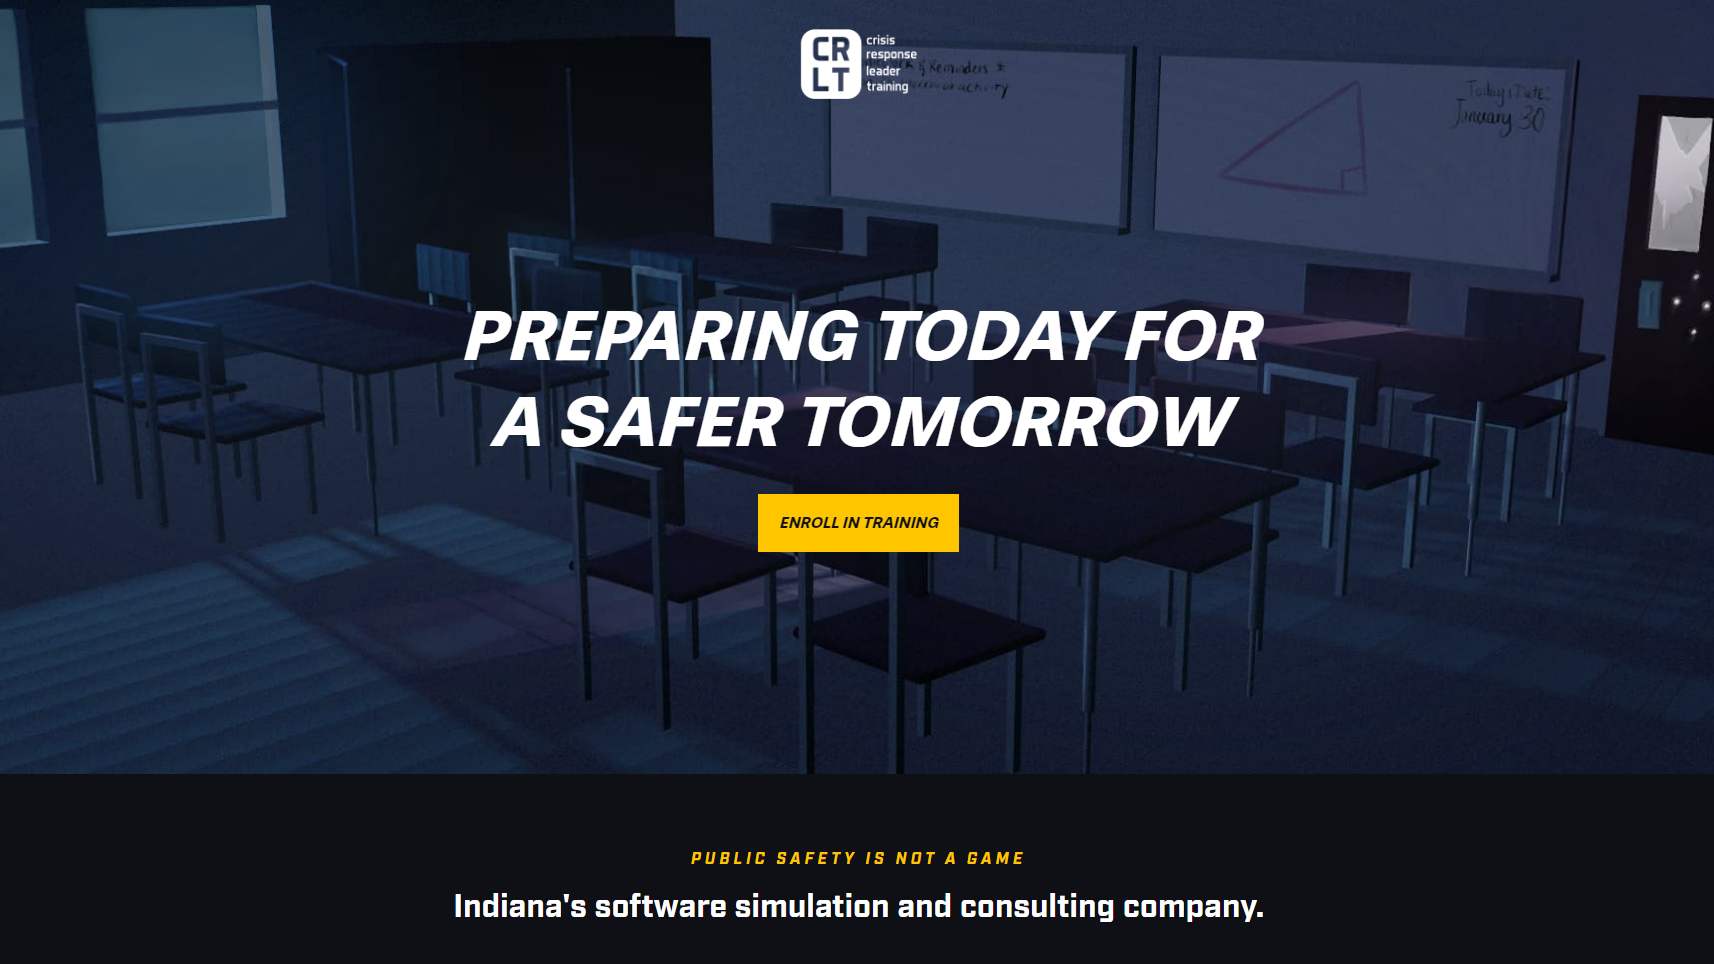 CR
LT
crisis
response
leader
training
& Reminders *
activity
Today's Date:
January 30
PREPARING TODAY FOR
A SAFER TOMORROW
ENROLL IN TRAINING
PUBLIC SAFETY IS NOT A GAME
Indiana's software simulation and consulting company.